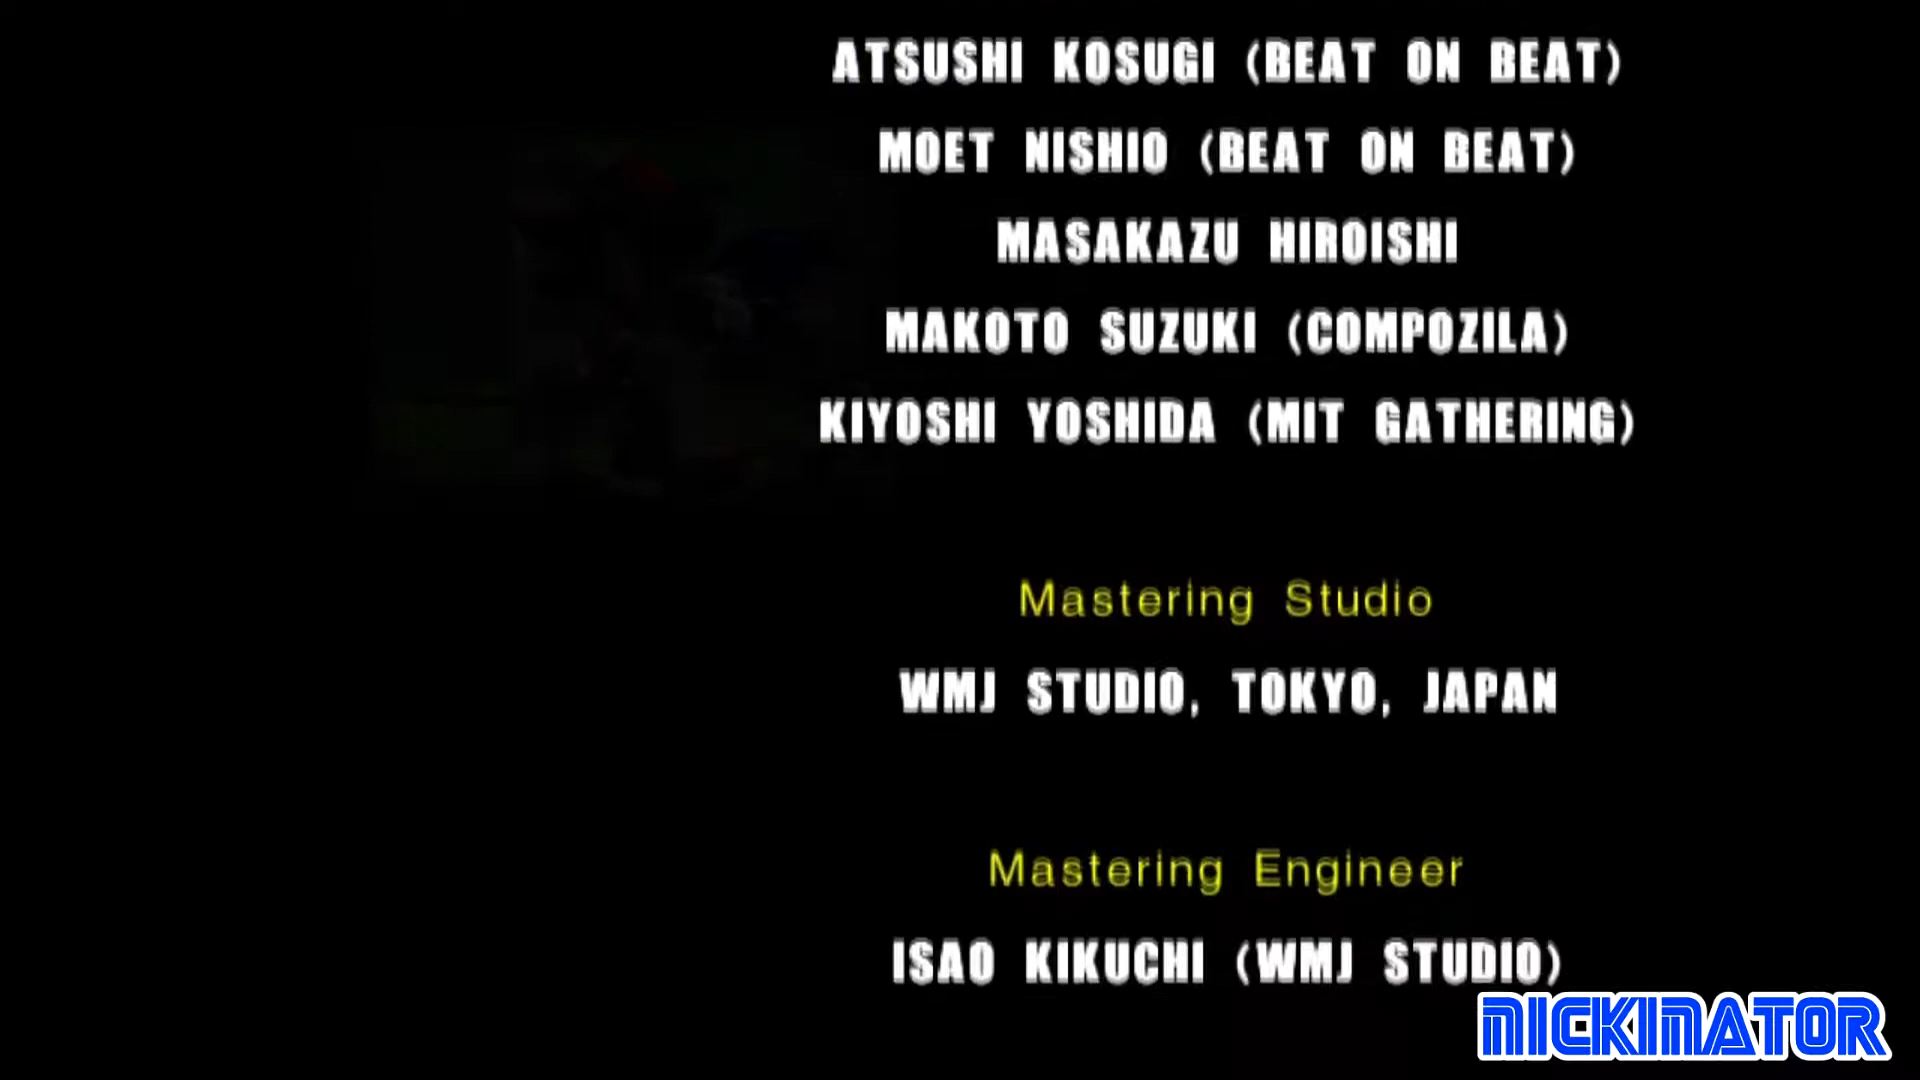 ATSUSHI KOSUGI (BEAT ON BEAT)
MOET NISHIO (BEAT ON BEAT)
MASAKAZU HIROISHI
MAKOTO SUZUKI (COMPOZILA)
KIYOSHI YOSHIDA (MIT GATHERING)
Mastering Studio
WMJ STUDIO, TOKYO, JAPAN
Mastering Engineer
ISAO KIKUCHI (WMJ STUDIO)
NICKINATOR